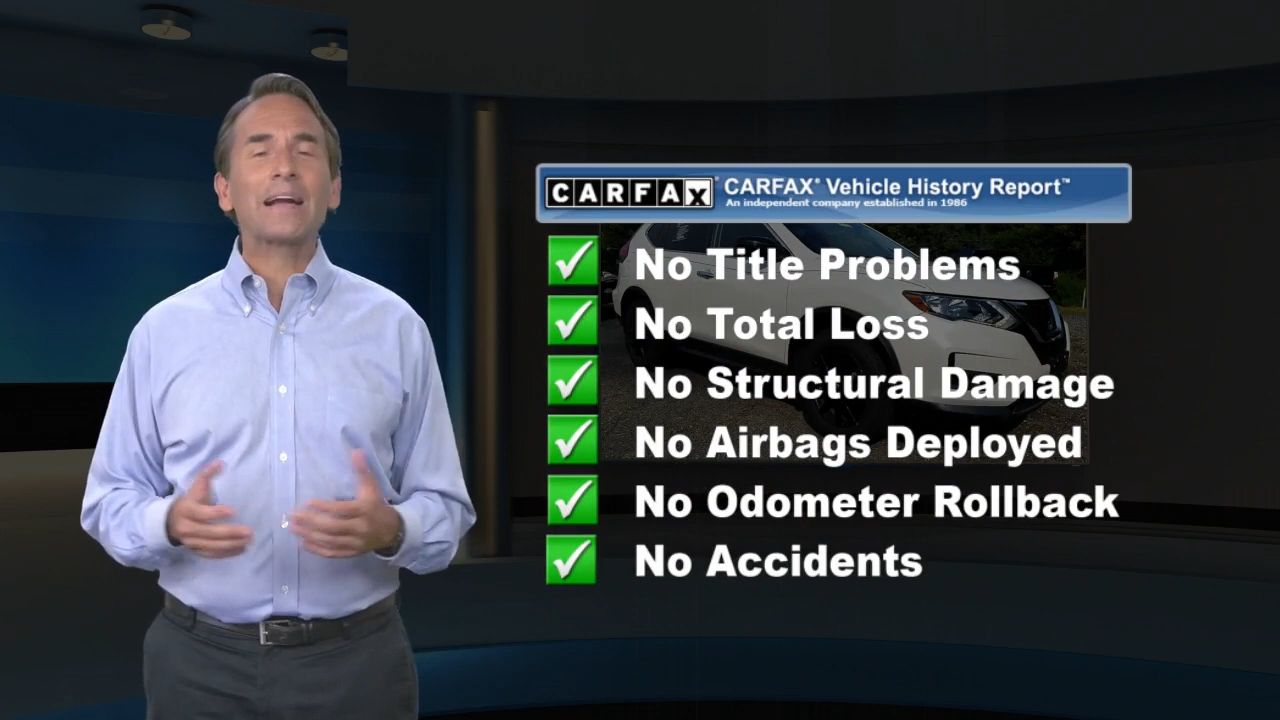 CARFAX® CARFAX® Vehicle History Report™
An independent company established in 1986
No Title Problems
No Total Loss
No Structural Damage
No Airbags Deployed
No Odometer Rollback
No Accidents